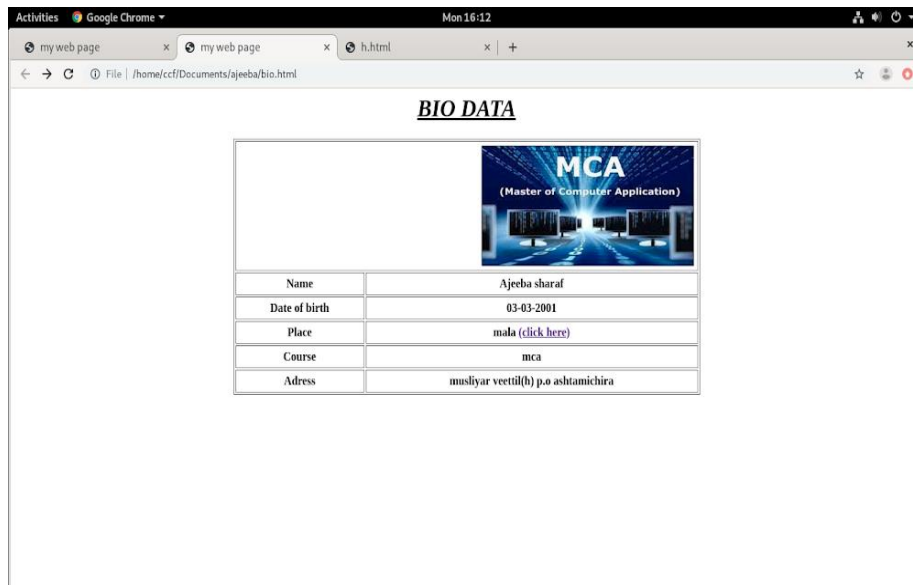 Activities Google Chrome Mon 16:12
my web page × my web page × h.html × +
File | /home/ccf/Documents/ajeeba/bio.html
BIO DATA
MCA
(Master of Computer Application)
Name Ajeeba sharaf
Date of birth 03-03-2001
Place mala (click here)
Course mca
Adress musliyar veettil(h) p.o ashtamichira